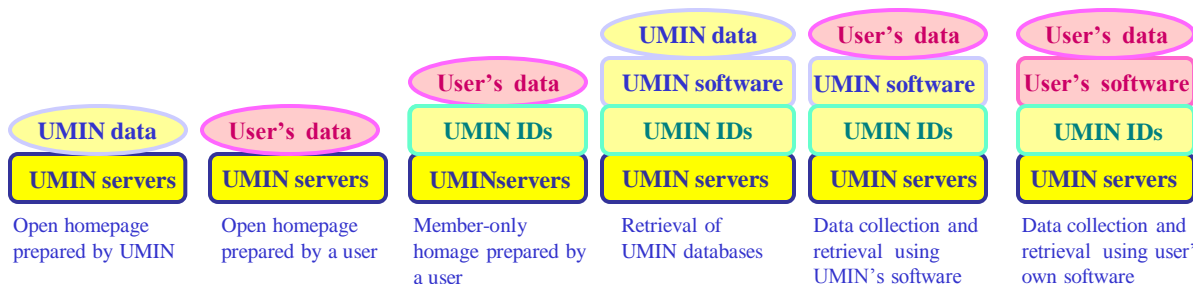 UMIN data
UMIN servers
Open homepage
prepared by UMIN
User's data
UMIN servers
Open homepage
prepared by a user
User's data
UMIN IDs
UMINservers
Member-only
homage prepared by
a user
UMIN data
UMIN software
UMIN IDs
UMIN servers
Retrieval of
UMIN databases
User's data
UMIN software
UMIN IDs
UMIN servers
Data collection and
retrieval using
UMIN's software
User's data
User's software
UMIN IDs
UMIN servers
Data collection and
retrieval using user'
own software